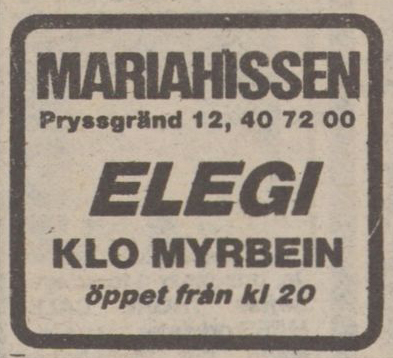 MARIAHISSEN
Pryssgränd 12, 40 72 00
ELEGI
KLO MYRBEIN
öppet från kl 20